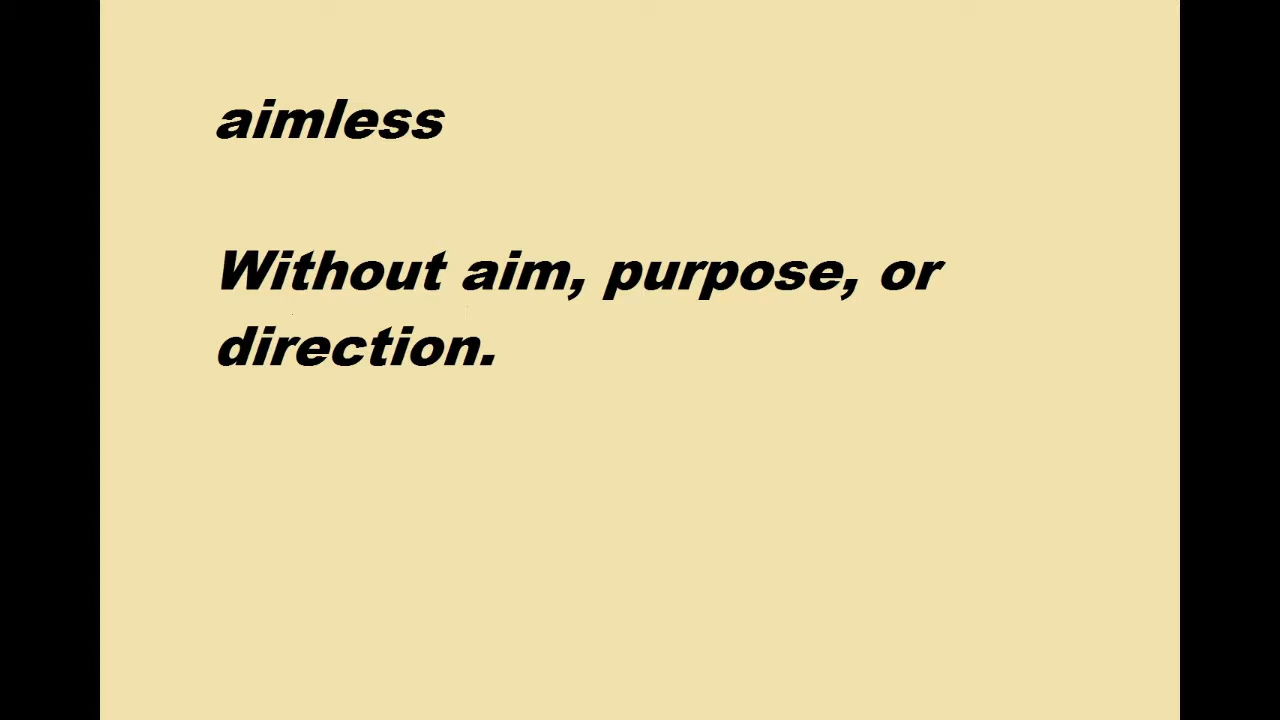 aimless
Without aim, purpose, or
direction.